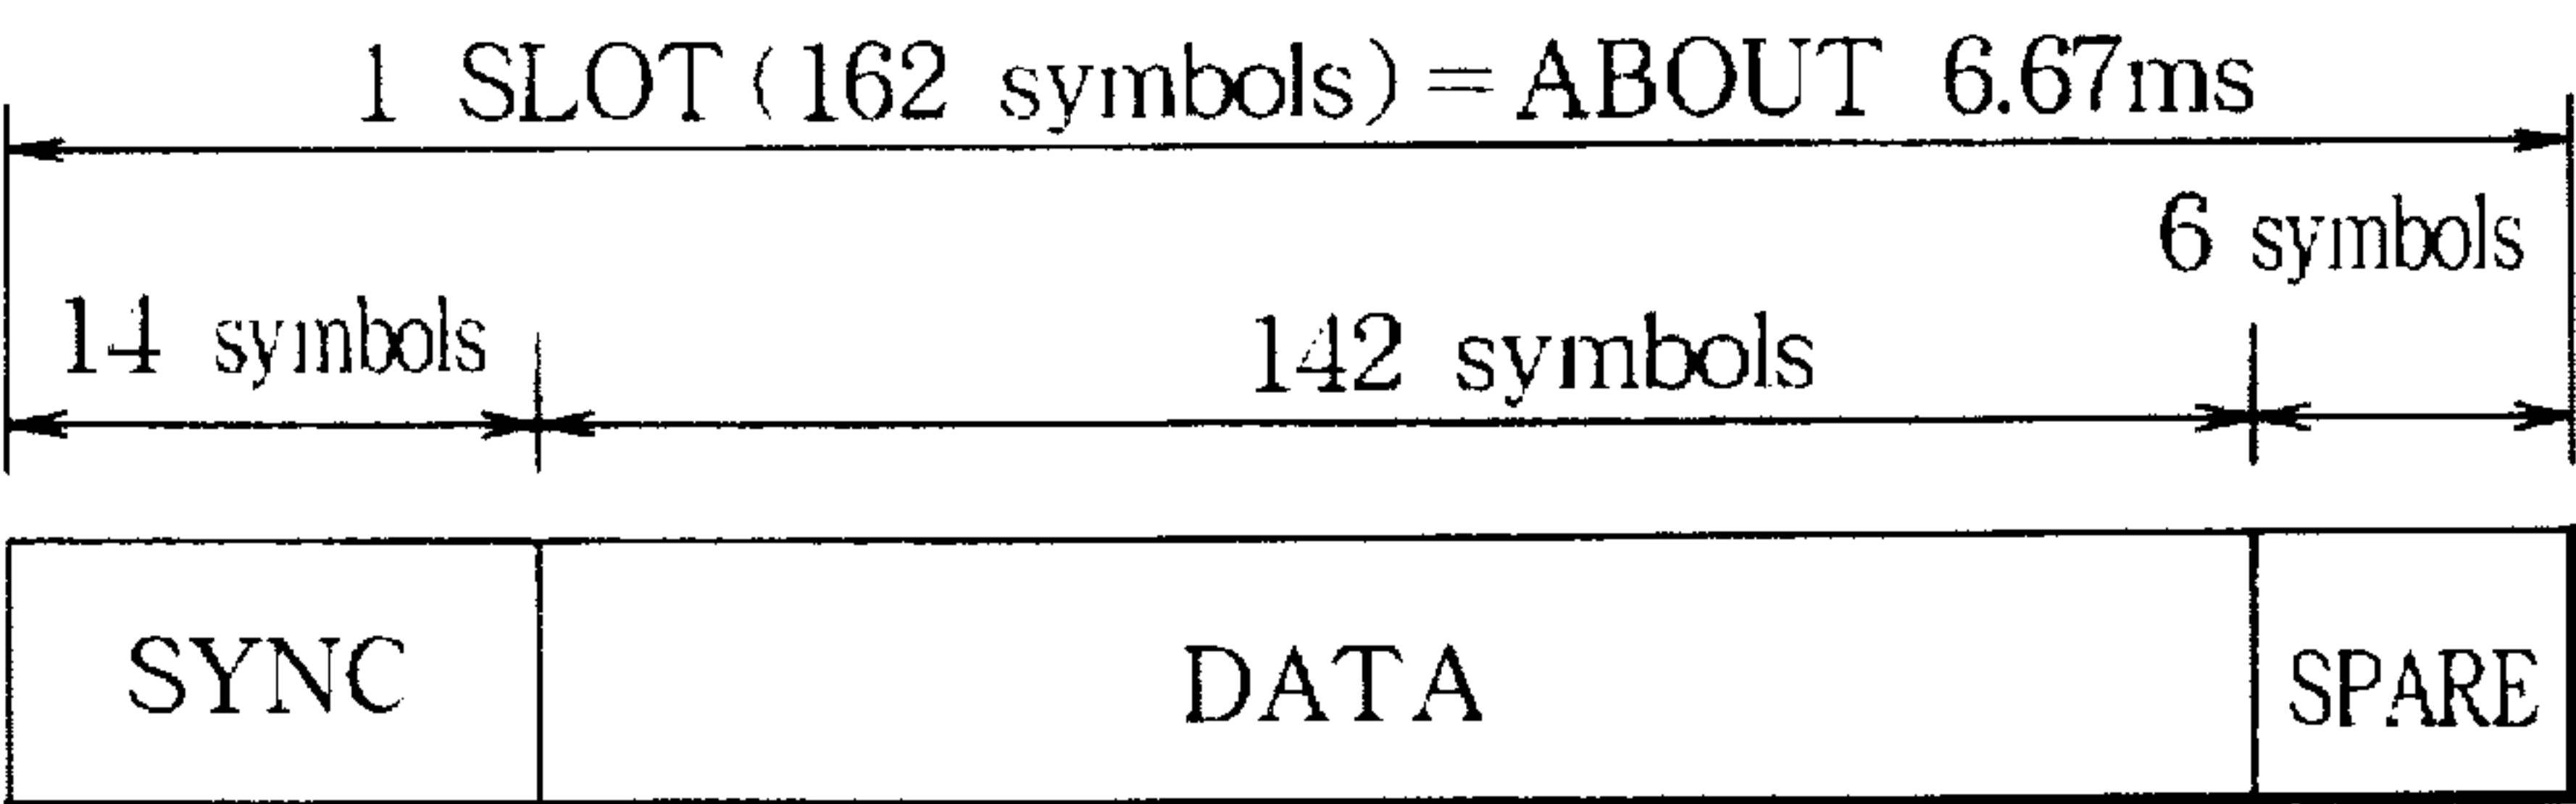 1 SLOT (162 symbols) = ABOUT 6.67ms
6 symbols
14 symbols
142 symbols
SYNC DATA SPARE